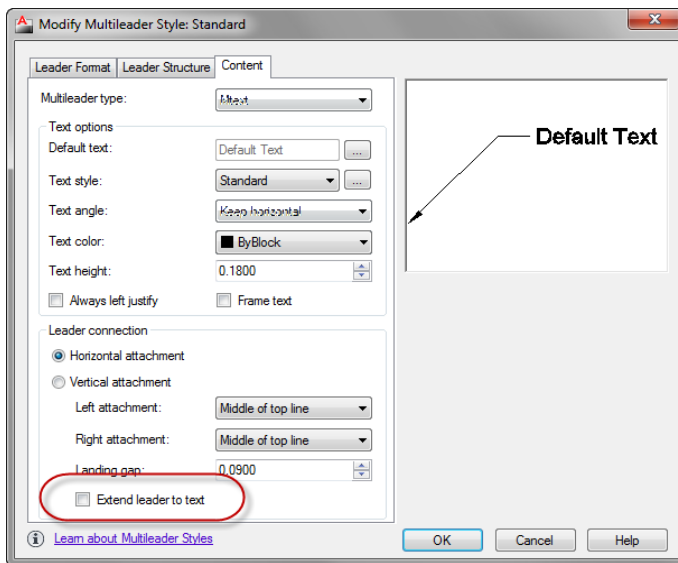 Modify Multileader Style: Standard
Leader Format Leader Structure Content
Multileader type: Mtext
Text options
Default text: Default Text ...
Text style: Standard ...
Text angle: Keep horizontal
Text color: ByBlock
Text height: 0.1800
Always left justify Frame text
Leader connection
Horizontal attachment
Vertical attachment
Left attachment: Middle of top line
Right attachment: Middle of top line
Landing gap: 0.0900
Extend leader to text
Learn about Multileader Styles
Default Text
OK Cancel Help